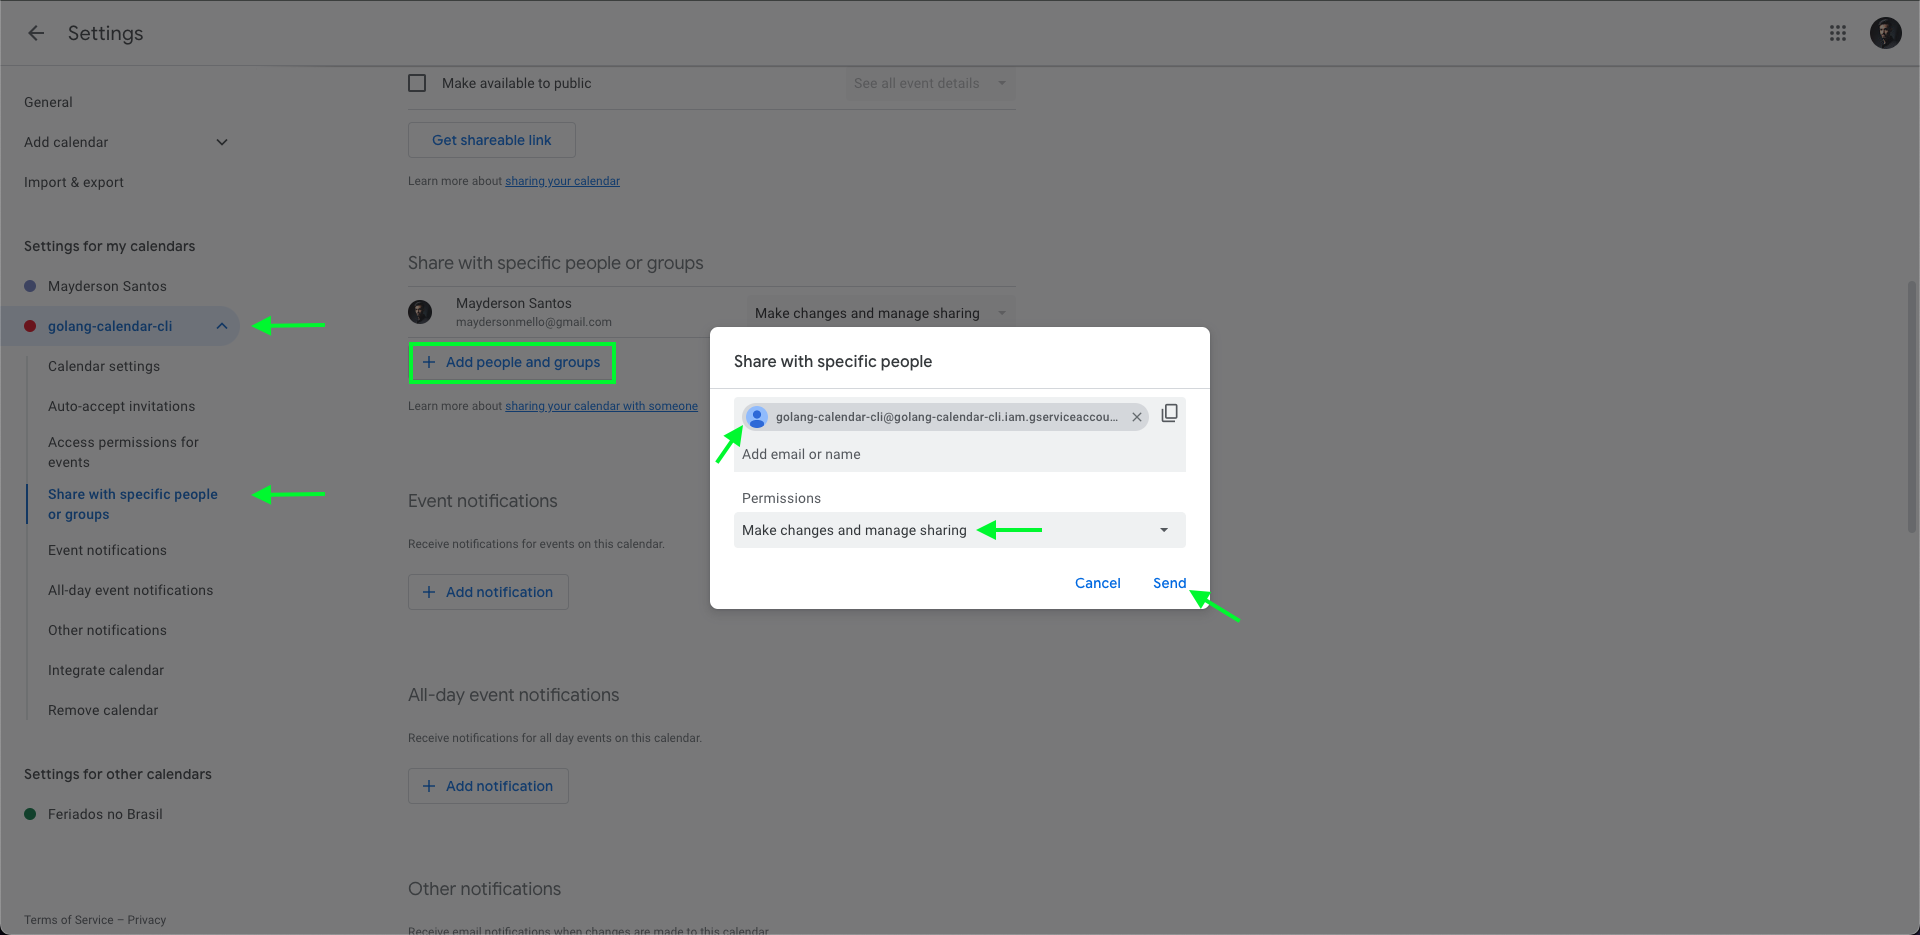 Settings
General
Add calendar
Import & export
Settings for my calendars
Mayderson Santos
golang-calendar-cli
Calendar settings
Auto-accept invitations
Access permissions for
events
Share with specific people
or groups
Event notifications
All-day event notifications
Other notifications
Integrate calendar
Remove calendar
Settings for other calendars
Feriados no Brasil
Terms of Service – Privacy
Make available to public
See all event details
Get shareable link
Learn more about sharing your calendar
Share with specific people or groups
Mayderson Santos
maydersonmello@gmail.com
Make changes and manage sharing
+ Add people and groups
Learn more about sharing your calendar with someone
Event notifications
Receive notifications for events on this calendar.
+ Add notification
All-day event notifications
Receive notifications for all day events on this calendar.
+ Add notification
Other notifications
Receive email notifications when changes are made to this calendar
Share with specific people
golang-calendar-cli@golang-calendar-cli.iam.gserviceaccou...
Add email or name
Permissions
Make changes and manage sharing
Cancel
Send